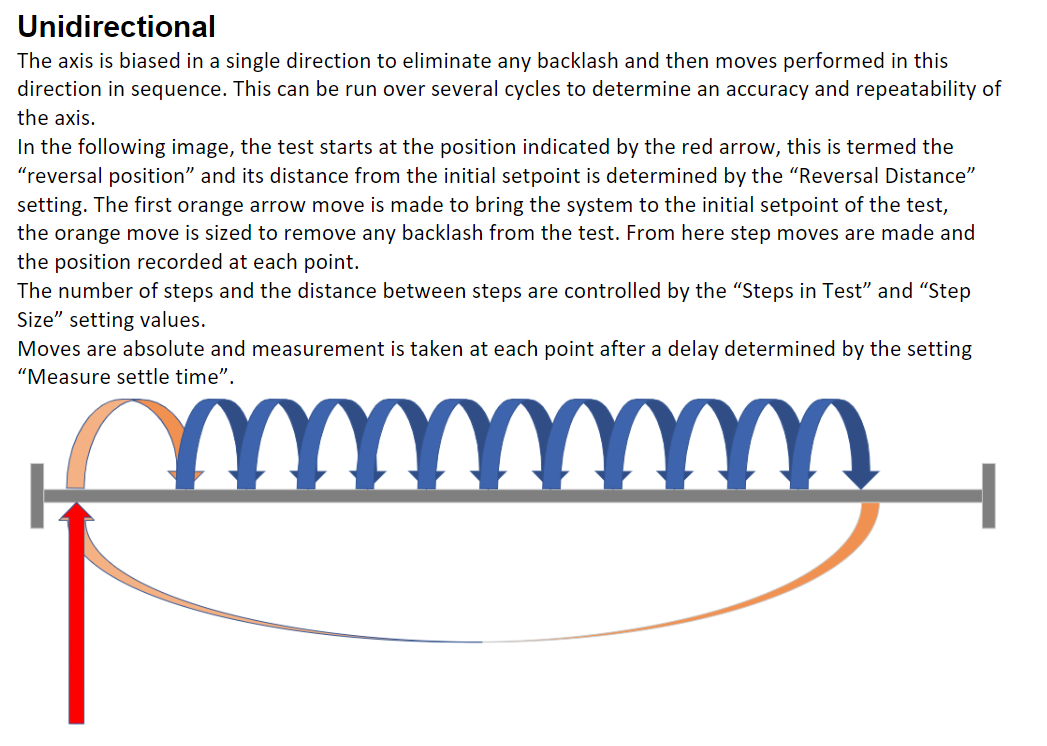 Unidirectional
The axis is biased in a single direction to eliminate any backlash and then moves performed in this
direction in sequence. This can be run over several cycles to determine an accuracy and repeatability of
the axis.
In the following image, the test starts at the position indicated by the red arrow, this is termed the
“reversal position” and its distance from the initial setpoint is determined by the “Reversal Distance”
setting. The first orange arrow move is made to bring the system to the initial setpoint of the test,
the orange move is sized to remove any backlash from the test. From here step moves are made and
the position recorded at each point.
The number of steps and the distance between steps are controlled by the “Steps in Test” and “Step
Size” setting values.
Moves are absolute and measurement is taken at each point after a delay determined by the setting
“Measure settle time”.